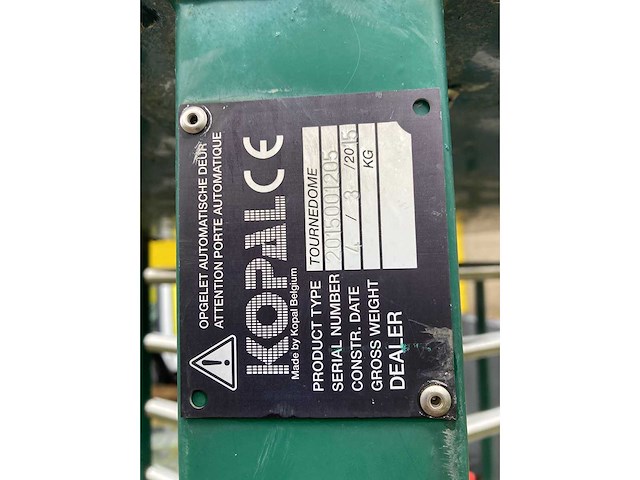 OPGELET AUTOMATISCHE DEUR
ATTENTION PORTE AUTOMATIQUE
KOPAL CE
Made by Kopal Belgium
PRODUCT TYPE TOURNEDOME
SERIAL NUMBER 2015001205
CONSTR. DATE 4 / 3 /2015
GROSS WEIGHT KG
DEALER